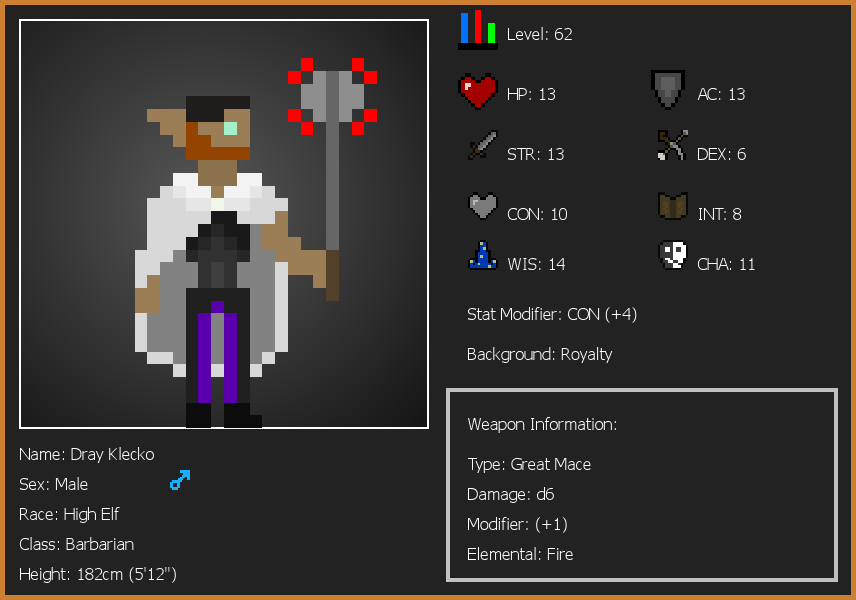 Level: 62
HP: 13
AC: 13
STR: 13
DEX: 6
CON: 10
INT: 8
WIS: 14
CHA: 11
Stat Modifier: CON (+4)
Background: Royalty
Weapon Information:
Type: Great Mace
Damage: d6
Modifier: (+1)
Elemental: Fire
Name: Dray Klecko
Sex: Male
Race: High Elf
Class: Barbarian
Height: 182cm (5'12")